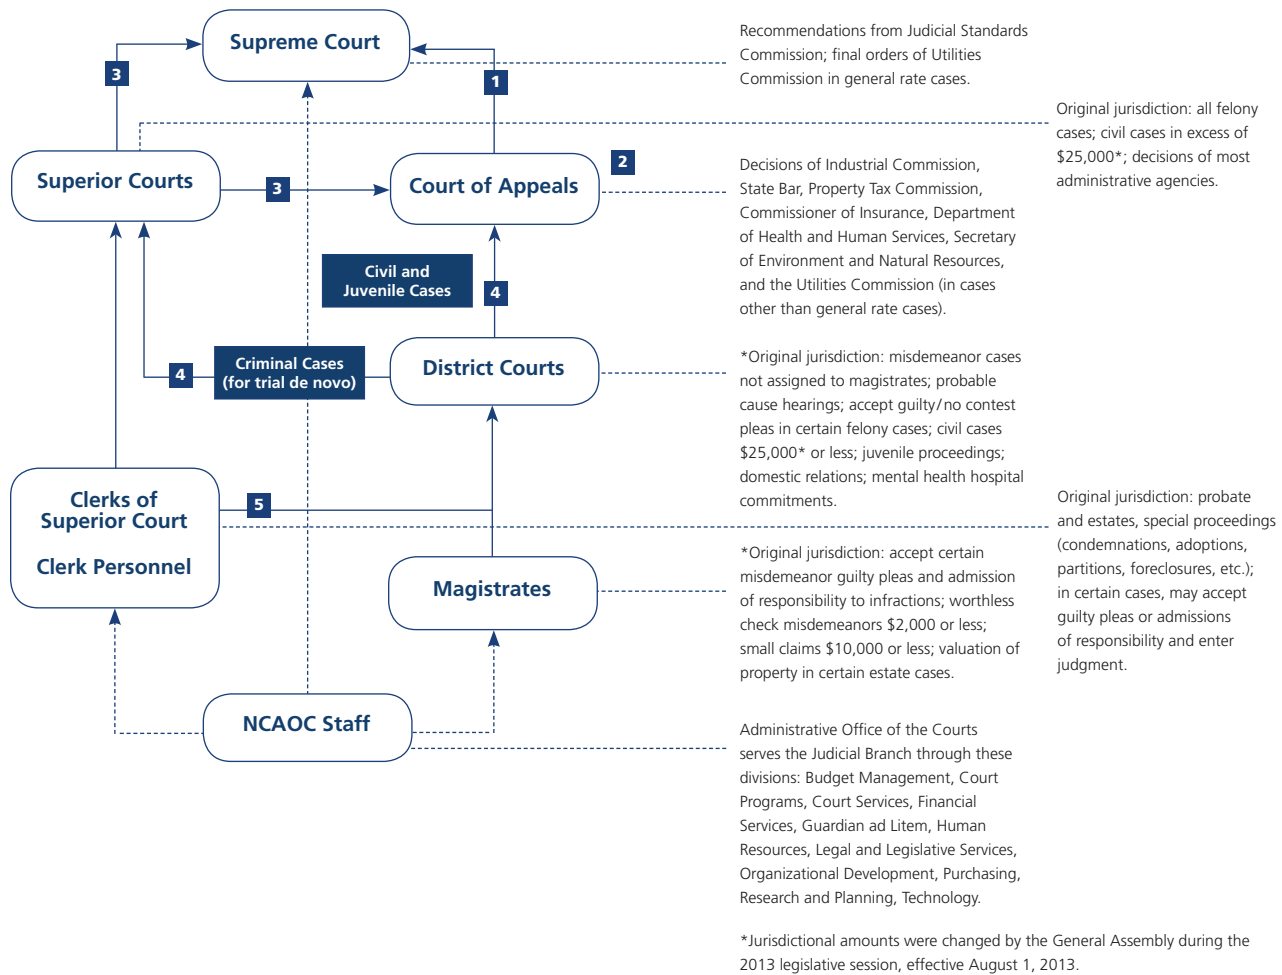 Supreme Court
3
1
Recommendations from Judicial Standards
Commission; final orders of Utilities
Commission in general rate cases.
Original jurisdiction: all felony
cases; civil cases in excess of
$25,000*; decisions of most
administrative agencies.
Superior Courts
3
Court of Appeals
2
Decisions of Industrial Commission,
State Bar, Property Tax Commission,
Commissioner of Insurance, Department
of Health and Human Services, Secretary
of Environment and Natural Resources,
and the Utilities Commission (in cases
other than general rate cases).
Civil and
Juvenile Cases
4
4
Criminal Cases
(for trial de novo)
District Courts
*Original jurisdiction: misdemeanor cases
not assigned to magistrates; probable
cause hearings; accept guilty/no contest
pleas in certain felony cases; civil cases
$25,000* or less; juvenile proceedings;
domestic relations; mental health hospital
commitments.
Clerks of
Superior Court
Clerk Personnel
5
Original jurisdiction: probate
and estates, special proceedings
(condemnations, adoptions,
partitions, foreclosures, etc.);
in certain cases, may accept
guilty pleas or admissions
of responsibility and enter
judgment.
Magistrates
*Original jurisdiction: accept certain
misdemeanor guilty pleas and admission
of responsibility to infractions; worthless
check misdemeanors $2,000 or less;
small claims $10,000 or less; valuation of
property in certain estate cases.
NCAOC Staff
Administrative Office of the Courts
serves the Judicial Branch through these
divisions: Budget Management, Court
Programs, Court Services, Financial
Services, Guardian ad Litem, Human
Resources, Legal and Legislative Services,
Organizational Development, Purchasing,
Research and Planning, Technology.
*Jurisdictional amounts were changed by the General Assembly during the
2013 legislative session, effective August 1, 2013.